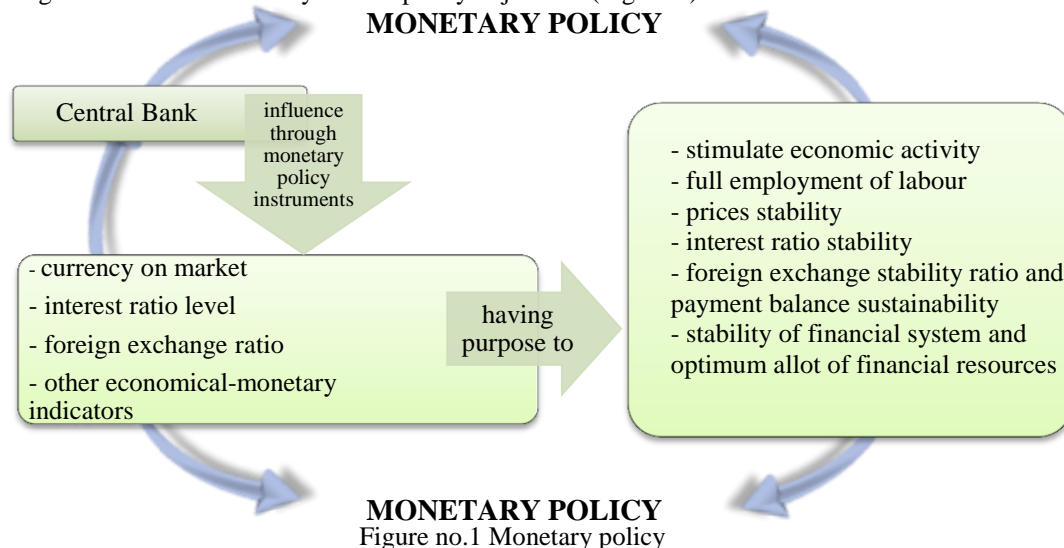 MONETARY POLICY
Central Bank
influence
through
monetary
policy
instruments
- currency on market
- interest ratio level
- foreign exchange ratio
- other economical-monetary
indicators
having
purpose to
- stimulate economic activity
- full employment of labour
- prices stability
- interest ratio stability
- foreign exchange stability ratio and
payment balance sustainability
- stability of financial system and
optimum allot of financial resources
MONETARY POLICY
Figure no.1 Monetary policy